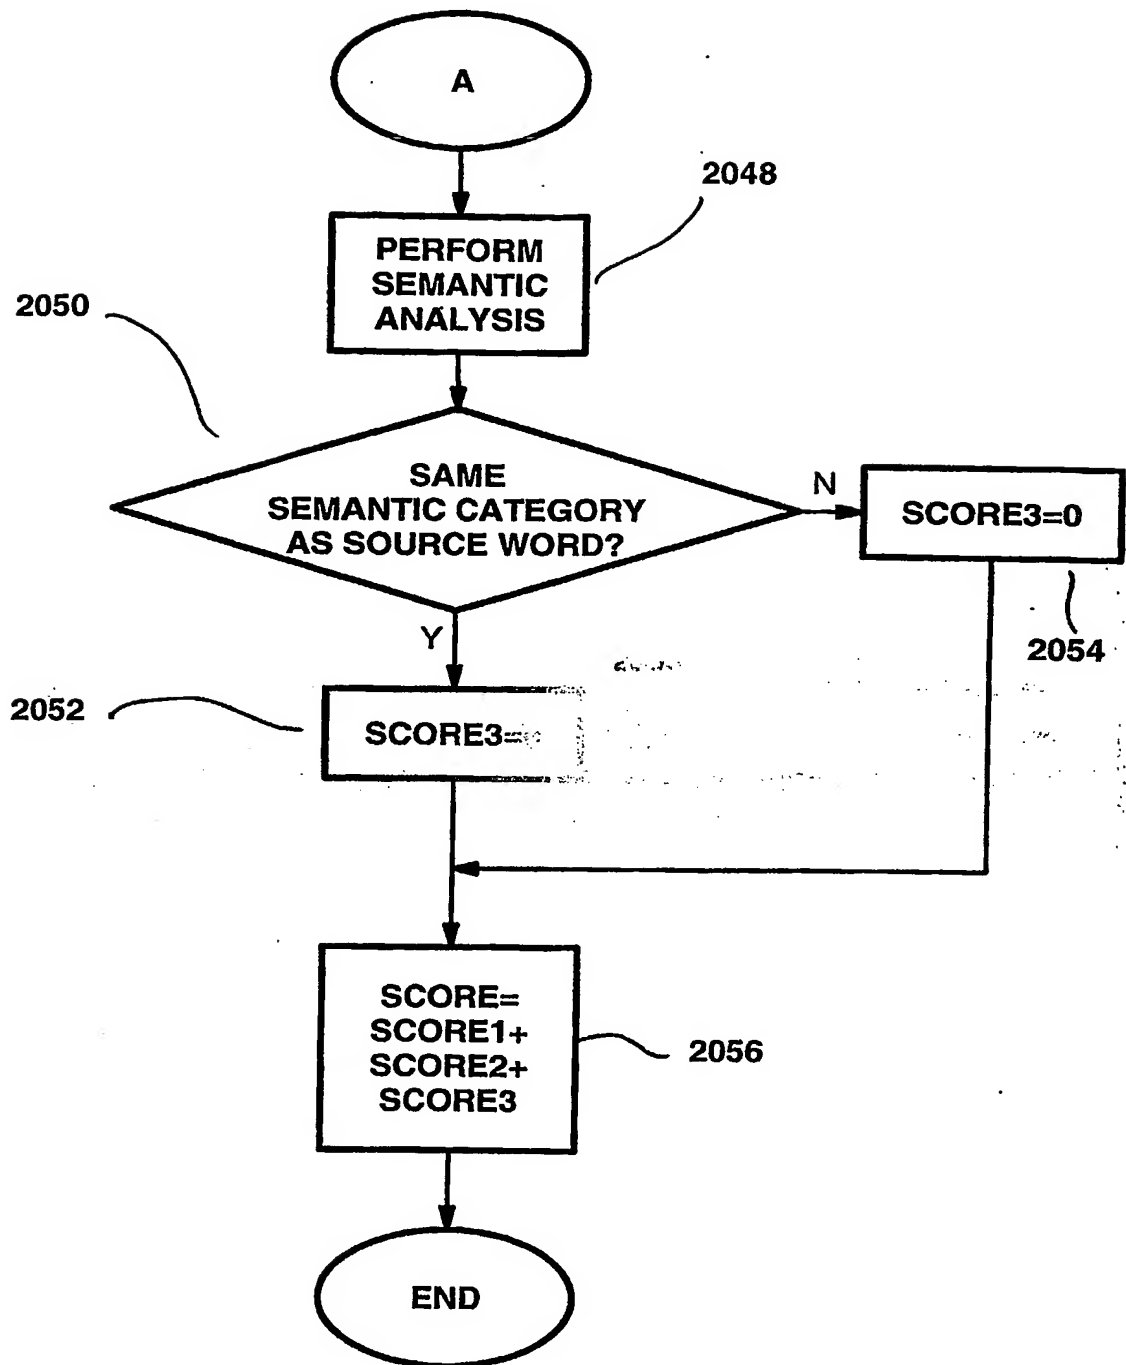 A
2048
PERFORM
SEMANTIC
ANALYSIS
2050
SAME
SEMANTIC CATEGORY
AS SOURCE WORD?
N
SCORE3=0
2054
Y
2052
SCORE3=
SCORE=
SCORE1+
SCORE2+
SCORE3
2056
END